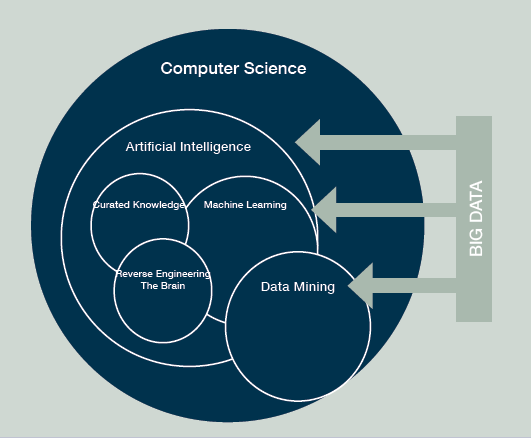 Computer Science
Artificial Intelligence
Curated Knowledge
Machine Learning
Reverse Engineering
The Brain
Data Mining
BIG DATA